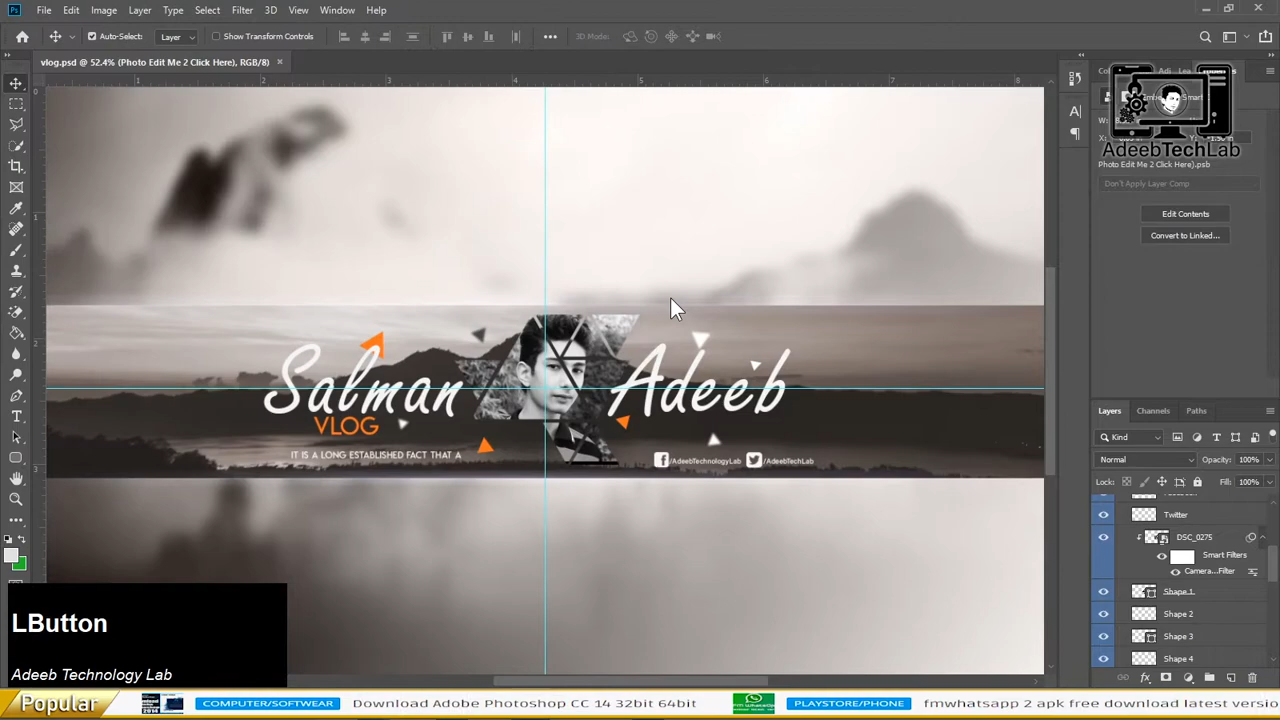 File Edit Image Layer Type Select Filter 3D View Window Help
Auto-Select: Layer Show Transform Controls 3D Mode:
vlog.psd @ 52.4% (Photo Edit Me 2 Click Here), RGB/8)
AdeebTechLab
Photo Edit Me 2 Click Here).psb
Don't Apply Layer Comp
Edit Contents
Convert to Linked...
Salman Adeeb
VLOG
IT IS A LONG ESTABLISHED FACT THAT A
/AdeebTechnologyLab /AdeebTechLab
Layers Channels Paths
Kind
Normal Opacity: 100%
Lock: Fill: 100%
Twitter
DSC_0275
Smart Filters
Camera...Filter
Shape 1
Shape 2
Shape 3
Shape 4
LButton
Adeeb Technology Lab
Popular COMPUTER/SOFTWEAR Download Adobe Photoshop CC 14 32bit 64bit PLAYSTORE/PHONE fmwhatsapp 2 apk free download latest versio